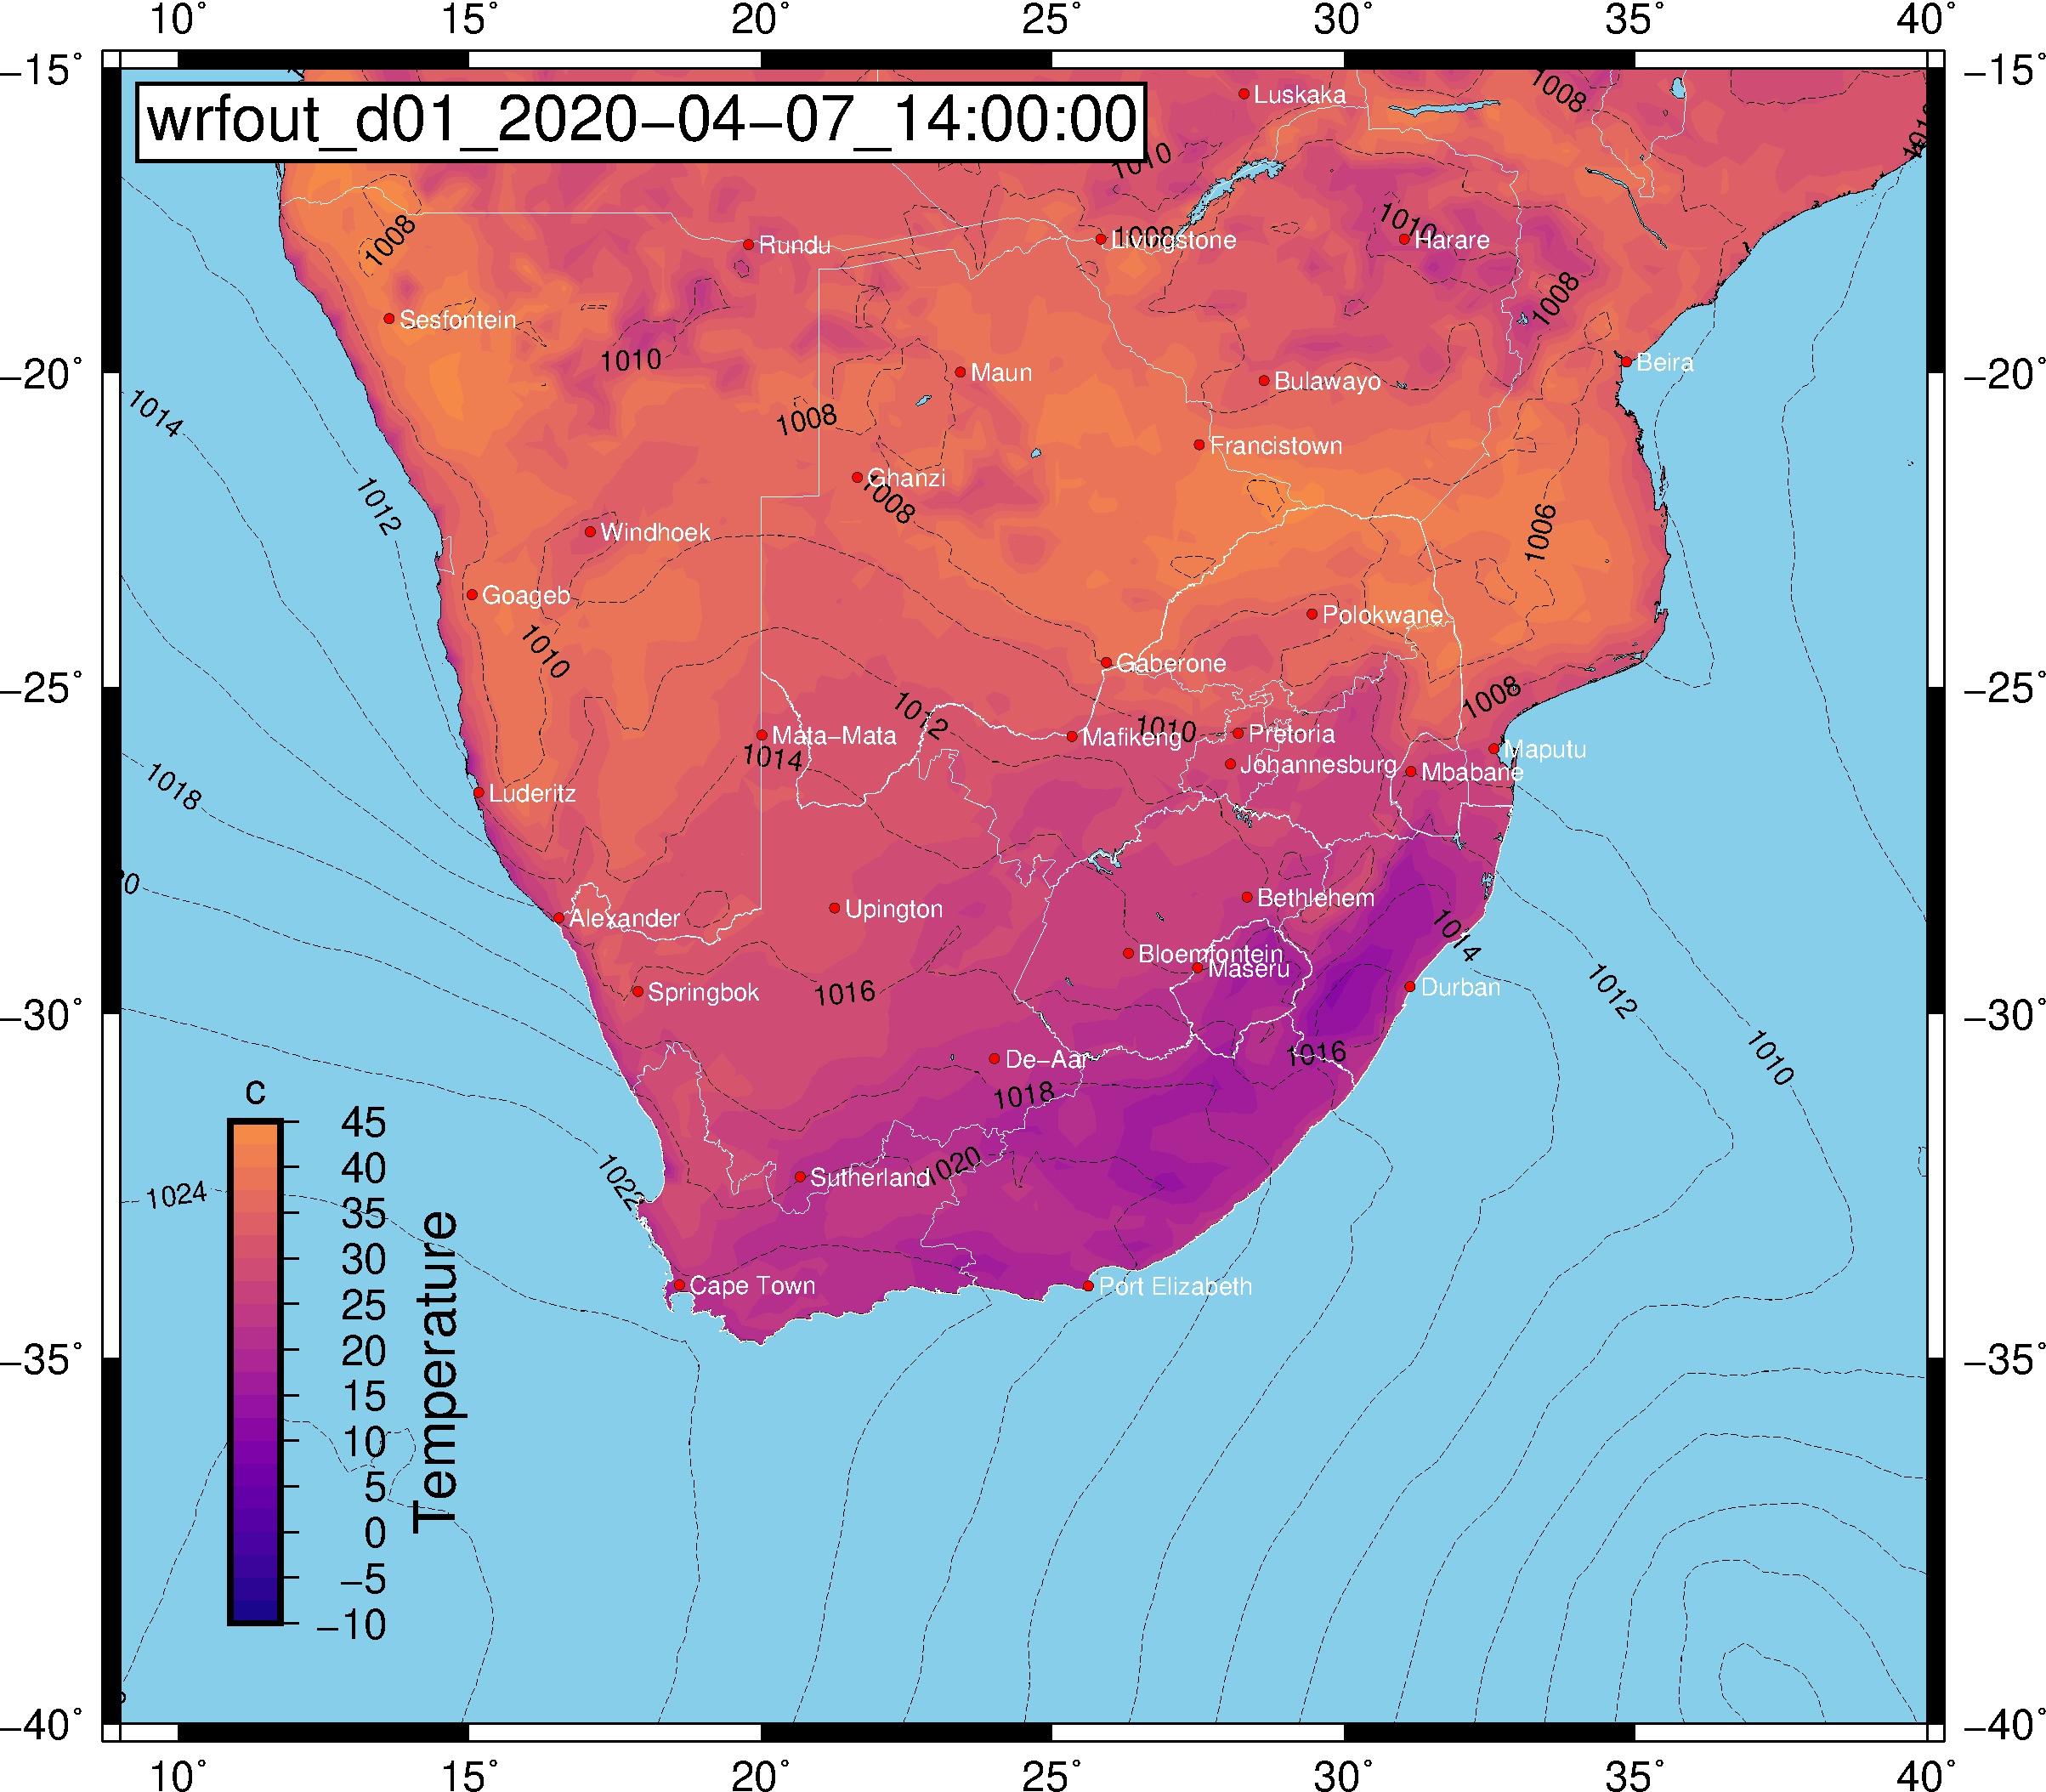 10° 15° 20° 25° 30° 35° 40°
−15° −15°
wrfout_d01_2020−04−07_14:00:00
Luskaka
1008
1010
1010
1008
Rundu
1008
Livingstone
1010
Harare
1008
Sesfontein
1010
Beira
−20° −20°
Maun
Bulawayo
1014
1008
Francistown
Ghanzi
1008
1012
Windhoek
1006
Goageb
Polokwane
1010
Gaberone
−25° −25°
1008
1012
1010
Mata−Mata
Mafikeng
Pretoria
Maputu
1014
Johannesburg
Mbabane
1018
Luderitz
20
Bethlehem
Upington
Alexander
1014
Bloemfontein
Maseru
1016
Springbok
Durban
1012
−30° −30°
1016
1010
De−Aar
1018
c
45
40
35
30
25
20
15
10
5
0
−5
−10
Temperature
1020
Sutherland
1022
1024
Cape Town
Port Elizabeth
−35° −35°
−40° −40°
10° 15° 20° 25° 30° 35° 40°